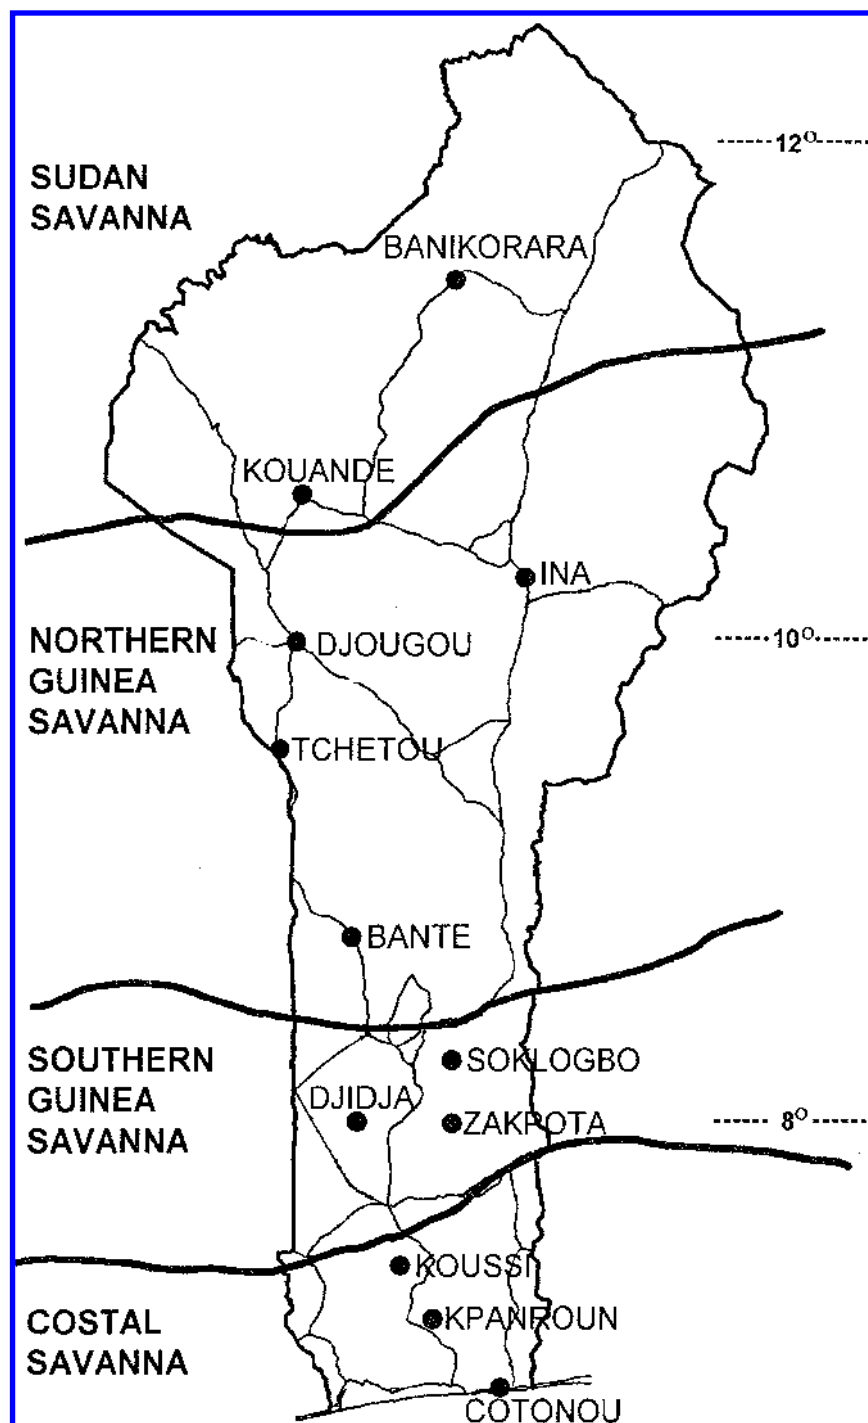 12°
SUDAN
SAVANNA
BANIKORARA
KOUANDE
INA
NORTHERN
GUINEA
SAVANNA
DJOUGOU
10°
TCHETOU
BANTE
SOUTHERN
GUINEA
SAVANNA
SOKLOGBO
DJIDJA
ZAKPOTA
8°
KOUSSI
COSTAL
SAVANNA
KPANROUN
COTONOU